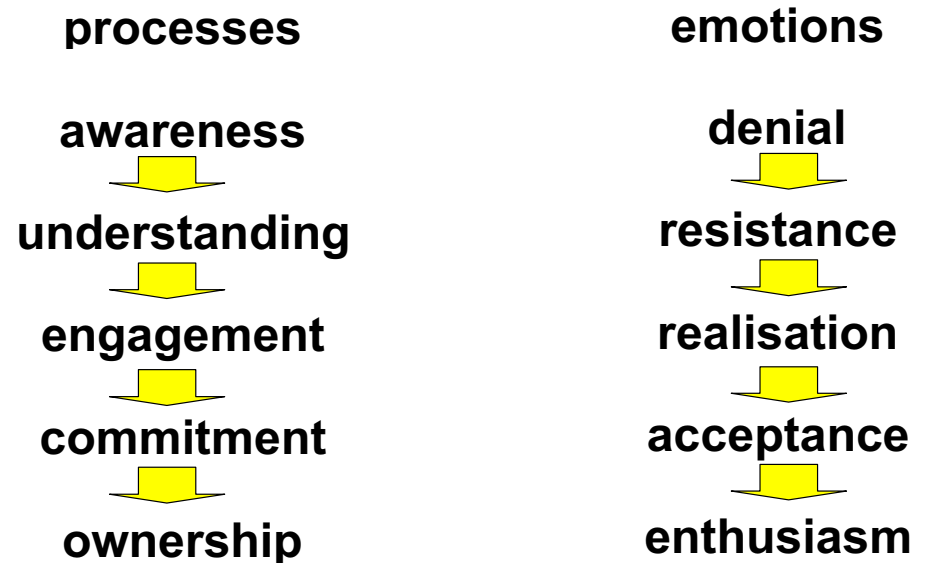 processes
awareness
understanding
engagement
commitment
ownership
emotions
denial
resistance
realisation
acceptance
enthusiasm